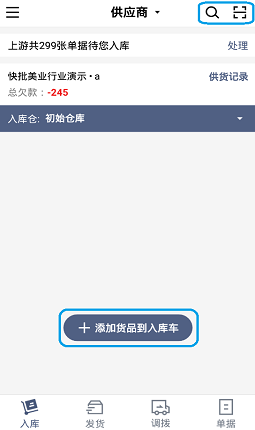 供应商
上游共299张单据待您入库 处理
快批美业行业演示·a 供货记录
总欠款：-245
入库仓: 初始仓库
添加货品到入库车
入库 发货 调拨 单据